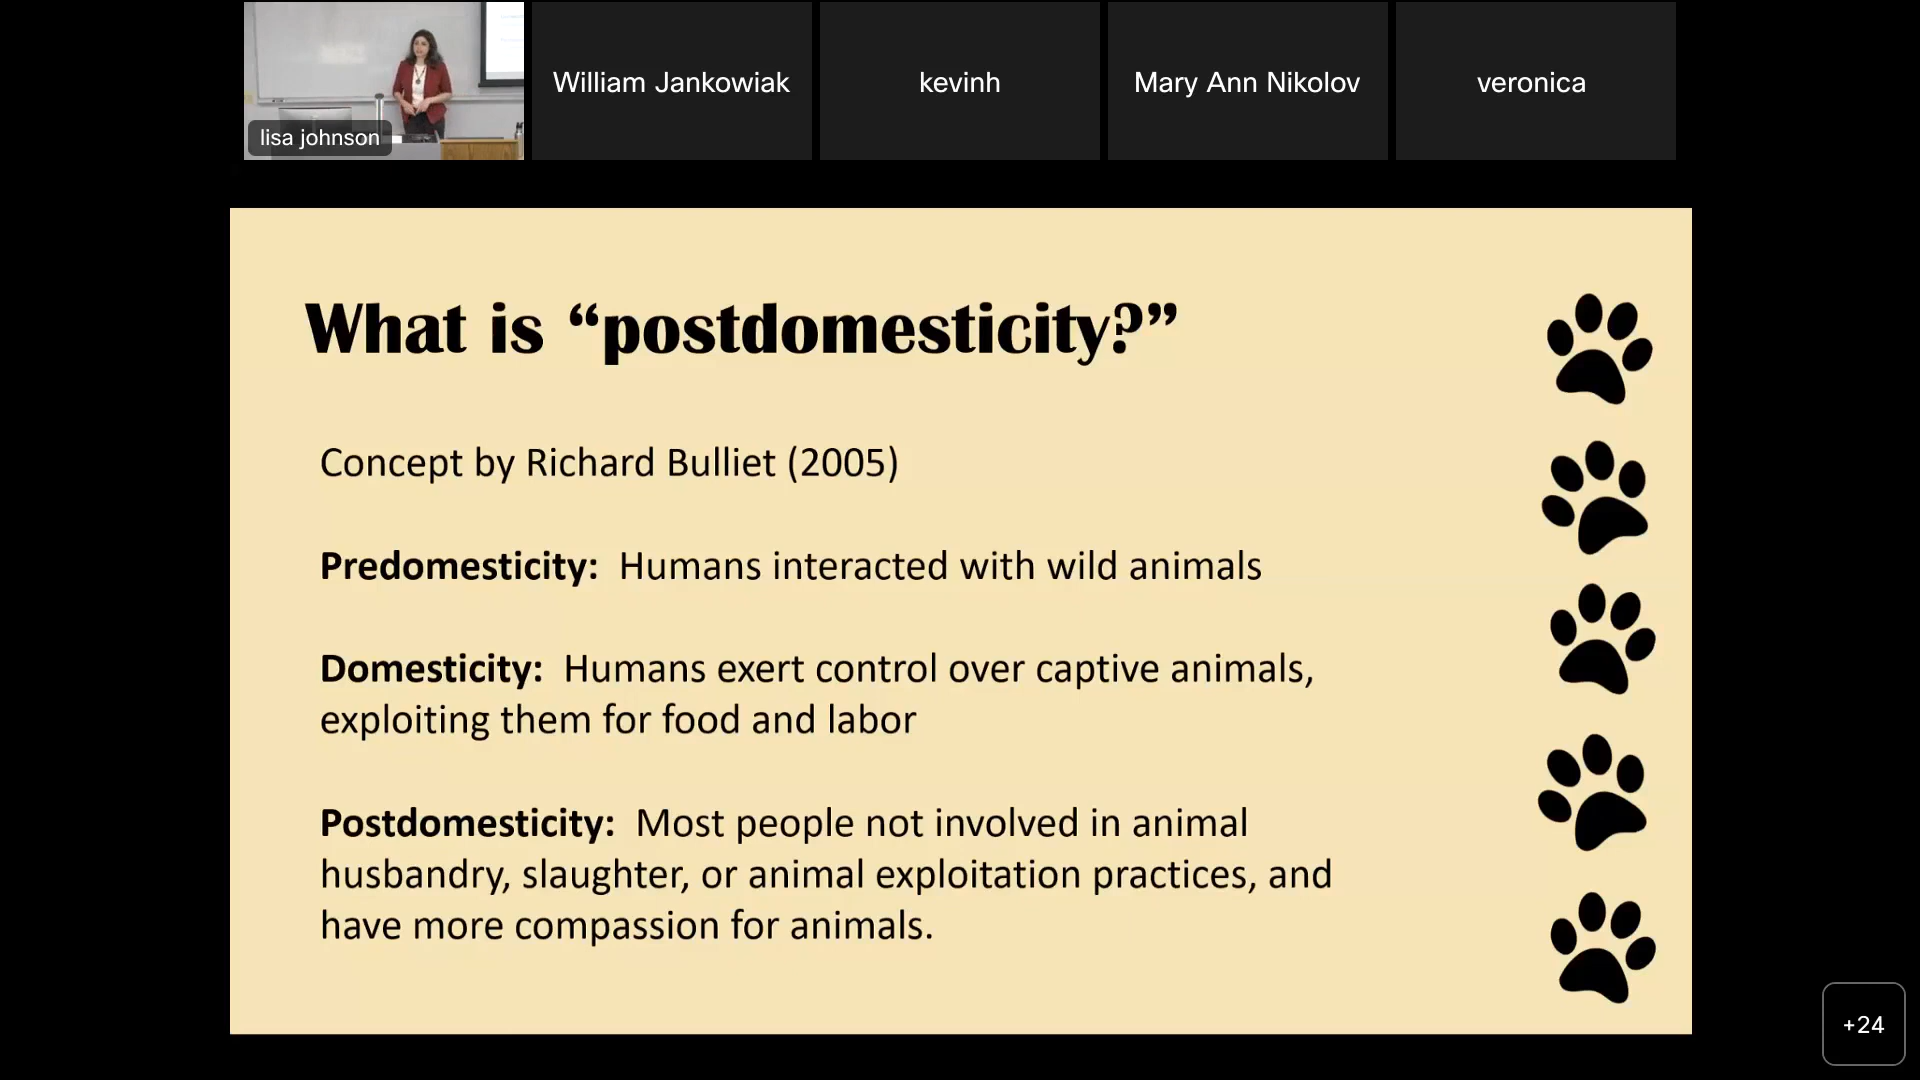 William Jankowiak
kevinh
Mary Ann Nikolov
veronica
lisa johnson
What is “postdomesticity?”
Concept by Richard Bulliet (2005)
Predomesticity: Humans interacted with wild animals
Domesticity: Humans exert control over captive animals,
exploiting them for food and labor
Postdomesticity: Most people not involved in animal
husbandry, slaughter, or animal exploitation practices, and
have more compassion for animals.
+24